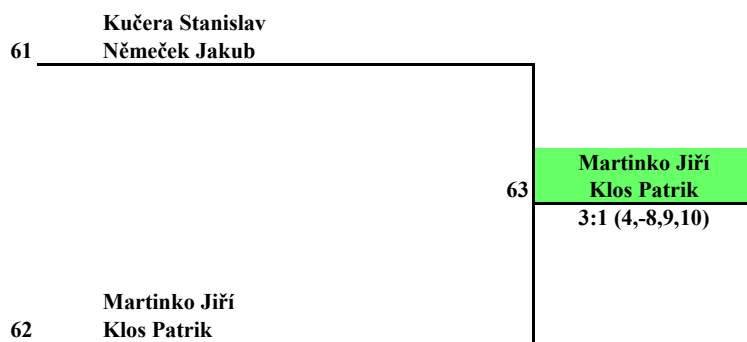 Kučera Stanislav
61 Němeček Jakub
Martinko Jiří
63 Klos Patrik
3:1 (4,-8,9,10)
Martinko Jiří
62 Klos Patrik